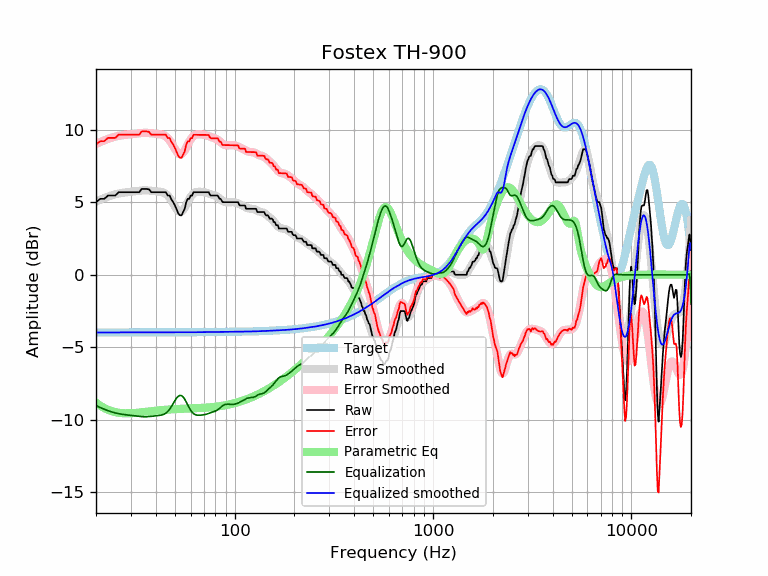 Fostex TH-900
Amplitude (dBr)
10
5
0
−5
−10
−15
Target
Raw Smoothed
Error Smoothed
Raw
Error
Parametric Eq
Equalization
Equalized smoothed
100
1000
10000
Frequency (Hz)